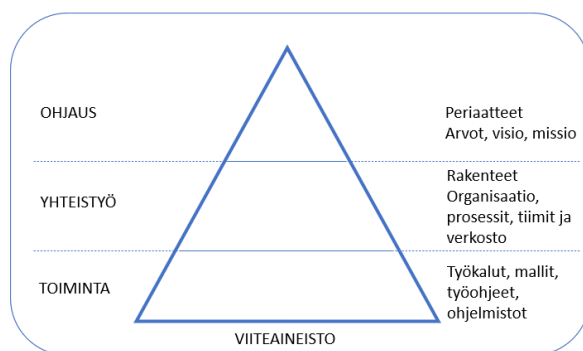 OHJAUS
Periaatteet
Arvot, visio, missio
YHTEISTYÖ
Rakenteet
Organisaatio,
prosessit, tiimit ja
verkosto
TOIMINTA
Työkalut, mallit,
työohjeet,
ohjelmistot
VIITEAINEISTO